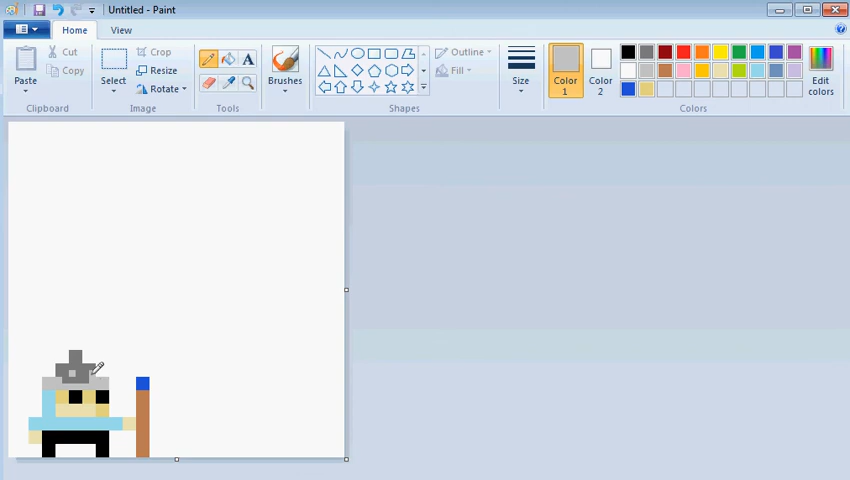 Untitled - Paint
Home
View
Paste
Cut
Copy
Clipboard
Select
Crop
Resize
Rotate
Image
A
Tools
Brushes
Outline
Fill
Shapes
Size
Color 1
Color 2
Edit colors
Colors